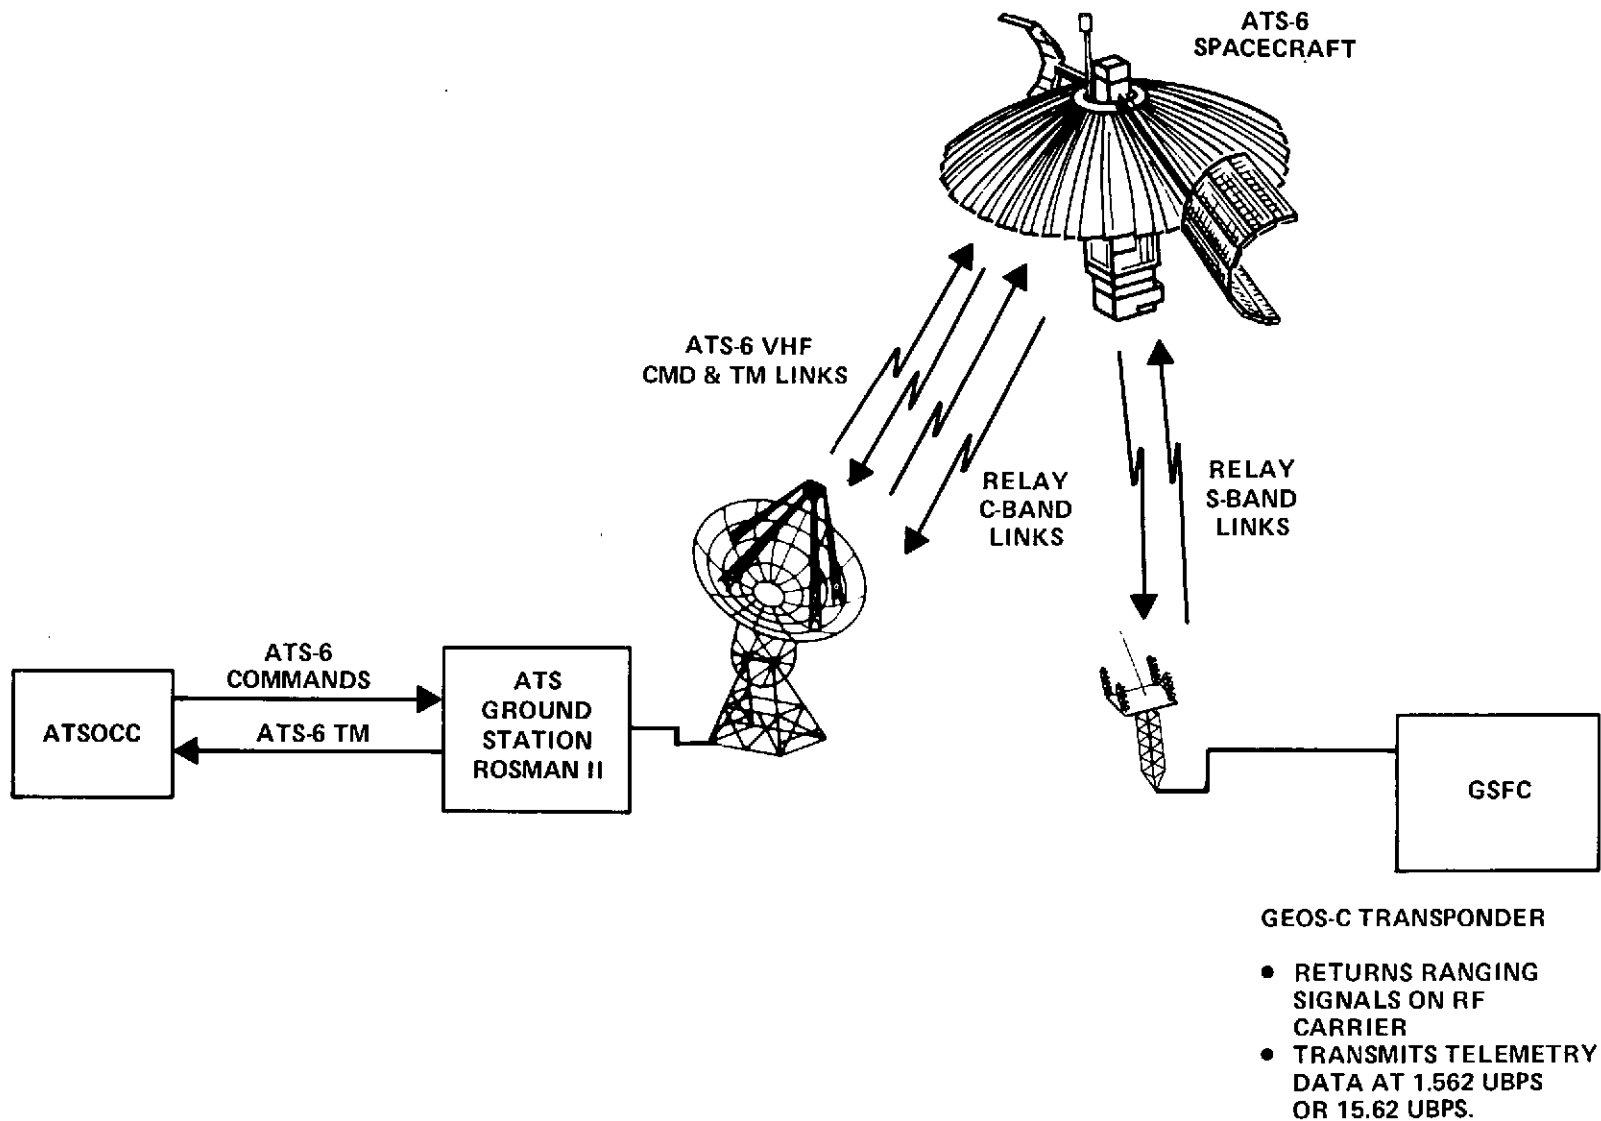 ATS-6
SPACECRAFT
ATS-6 VHF
CMD & TM LINKS
RELAY
C-BAND
LINKS
RELAY
S-BAND
LINKS
ATS-6
COMMANDS
ATS-6 TM
ATSOCC
ATS
GROUND
STATION
ROSMAN II
GSFC
GEOS-C TRANSPONDER
● RETURNS RANGING
SIGNALS ON RF
CARRIER
● TRANSMITS TELEMETRY
DATA AT 1.562 UBPS
OR 15.62 UBPS.